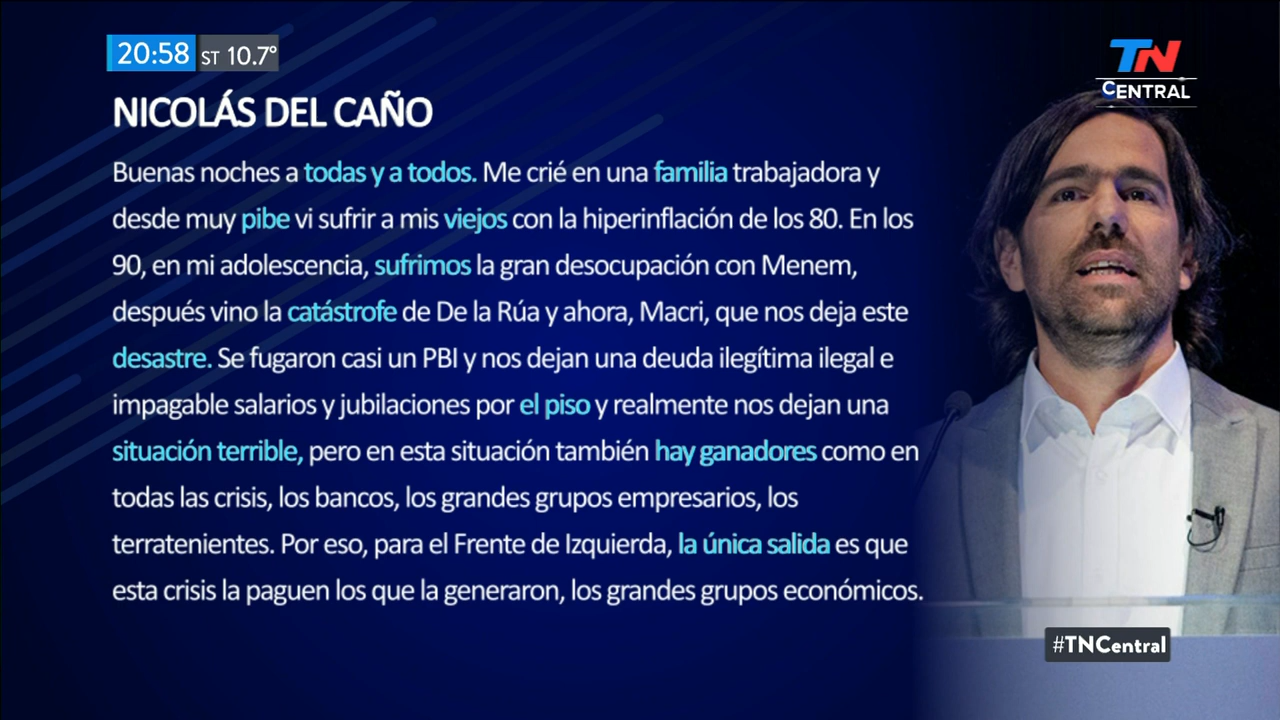 20:58 ST 10.7°
TN
CENTRAL
NICOLÁS DEL CAÑO
Buenas noches a todas y a todos. Me crié en una familia trabajadora y
desde muy pibe vi sufrir a mis viejos con la hiperinflación de los 80. En los
90, en mi adolescencia, sufrimos la gran desocupación con Menem,
después vino la catástrofe de De la Rúa y ahora, Macri, que nos deja este
desastre. Se fugaron casi un PBI y nos dejan una deuda ilegítima ilegal e
impagable salarios y jubilaciones por el piso y realmente nos dejan una
situación terrible, pero en esta situación también hay ganadores como en
todas las crisis, los bancos, los grandes grupos empresarios, los
terratenientes. Por eso, para el Frente de Izquierda, la única salida es que
esta crisis la paguen los que la generaron, los grandes grupos económicos.
#TNCentral